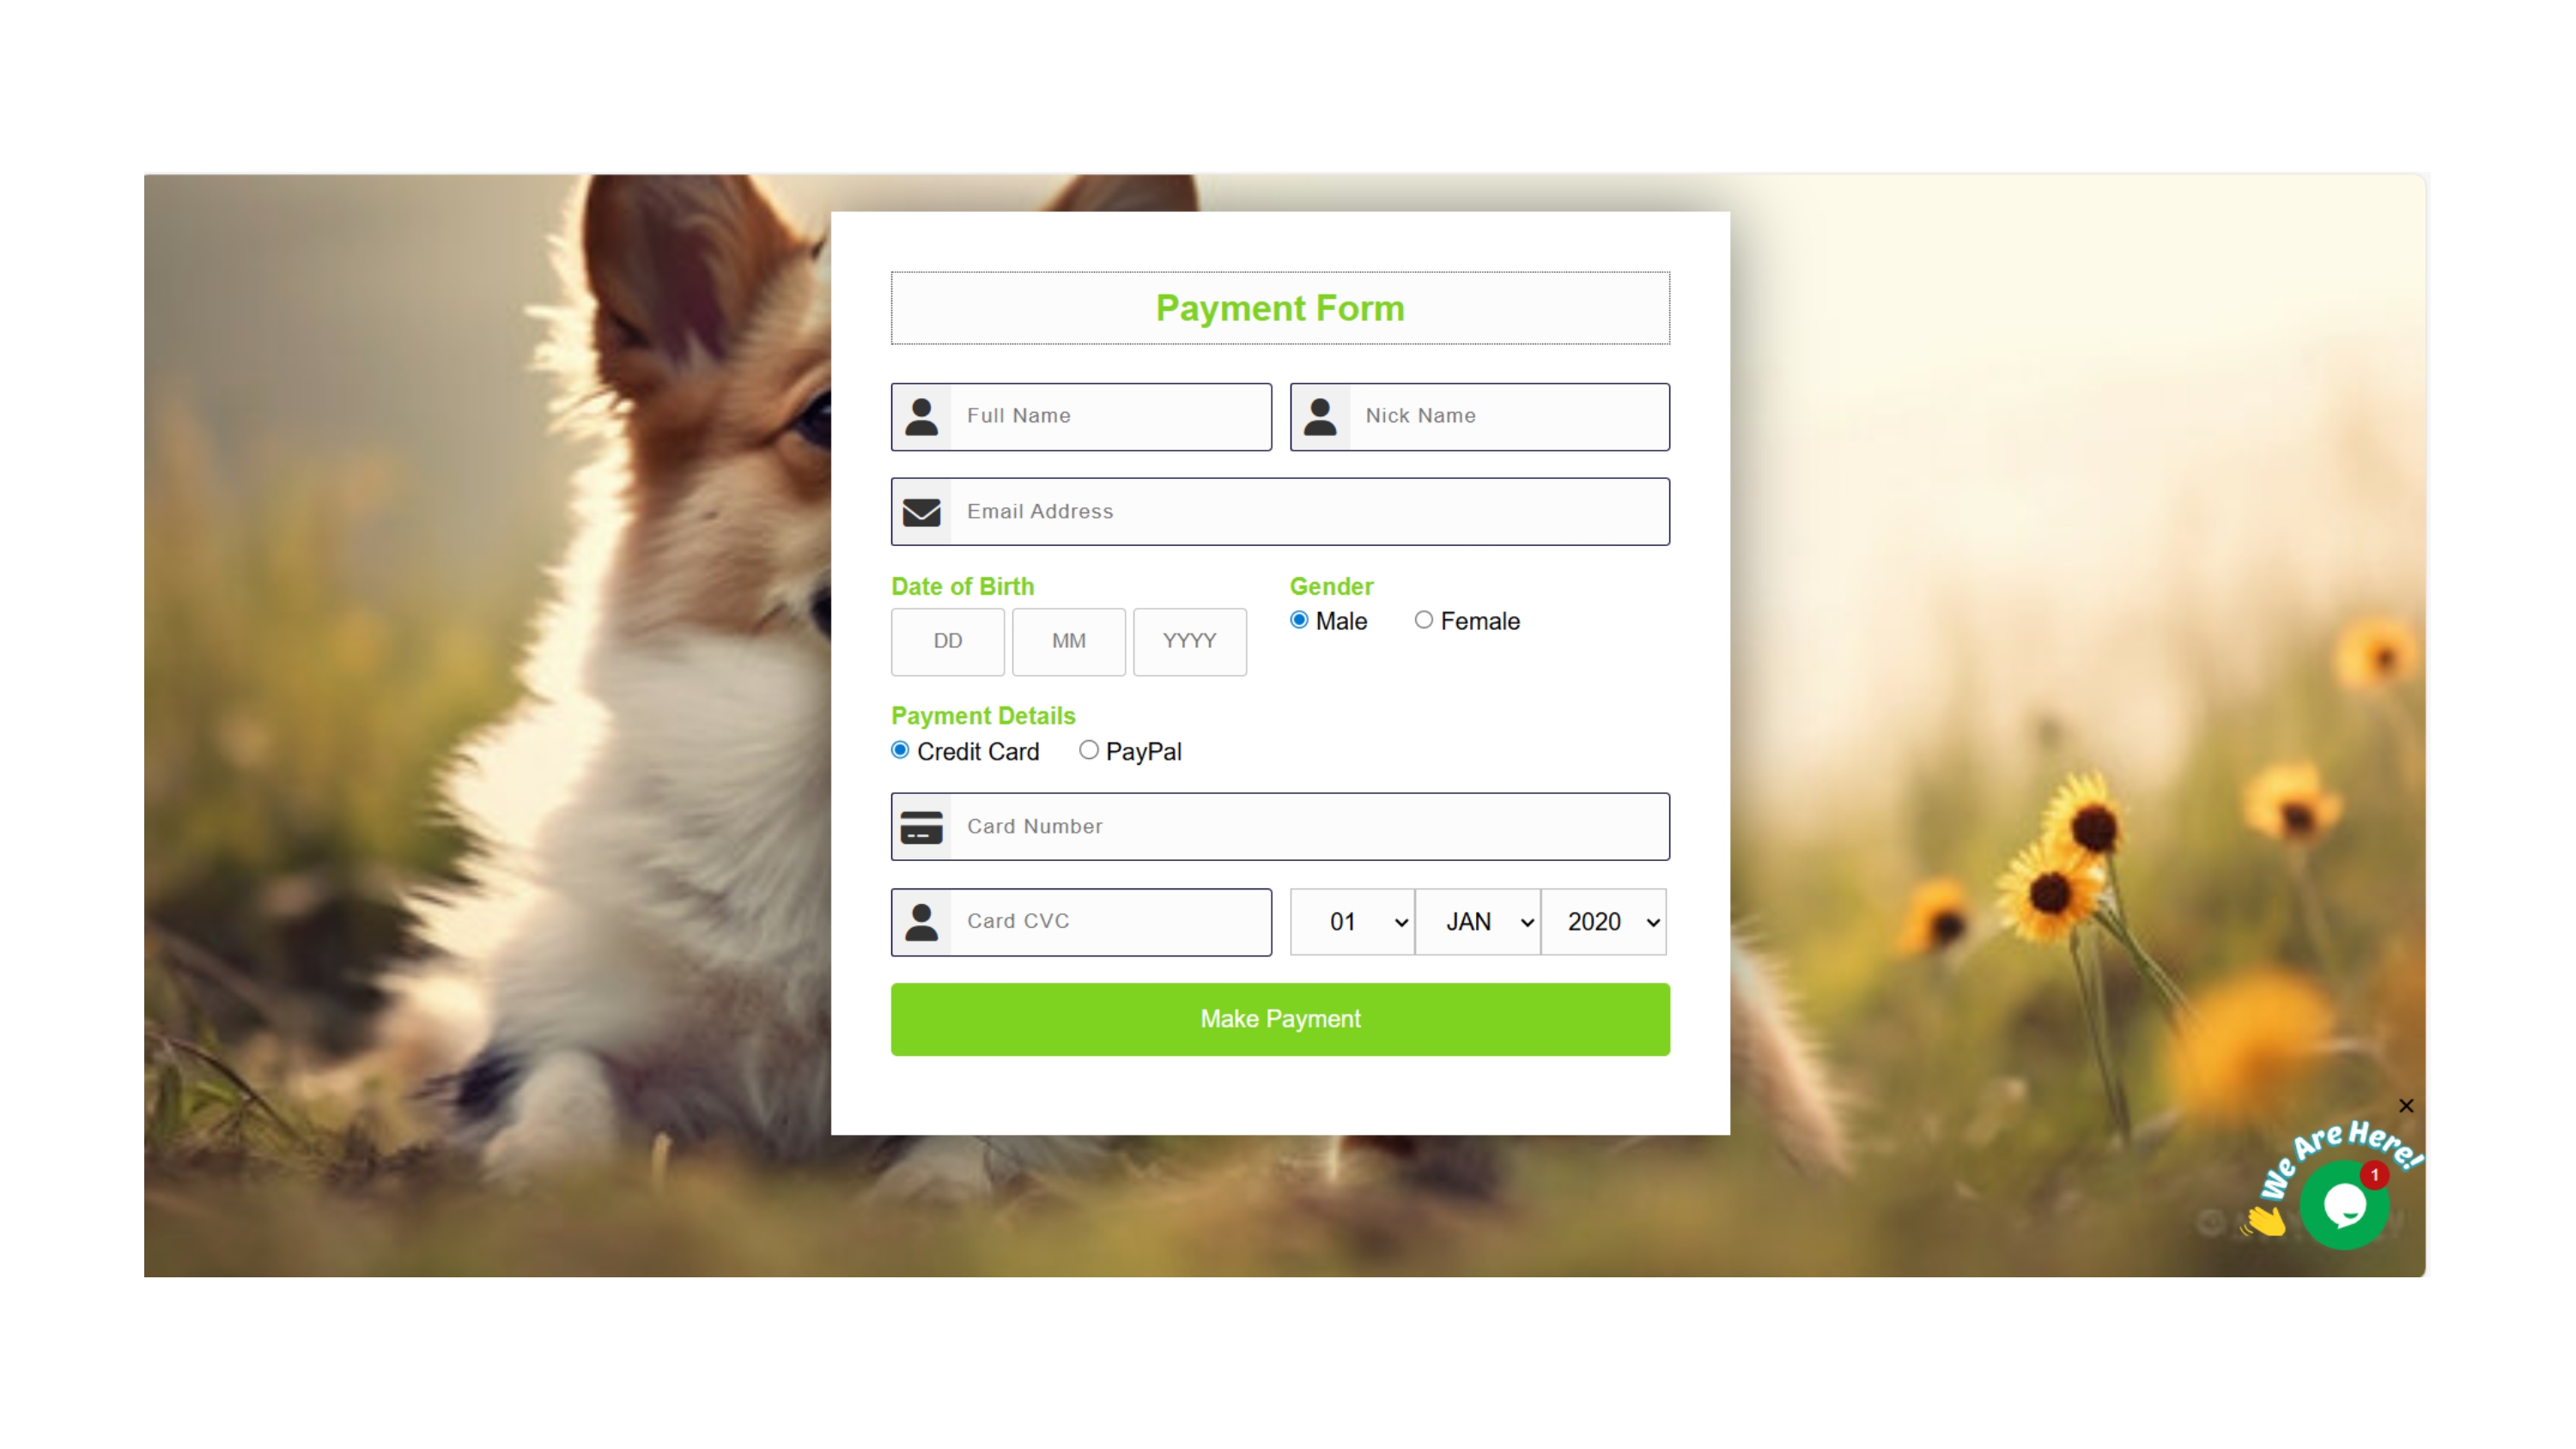 Payment Form
Full Name
Nick Name
Email Address
Date of Birth
Gender
DD
MM
YYYY
Male
Female
Payment Details
Credit Card
PayPal
Card Number
Card CVC
01
JAN
2020
Make Payment
We Are Here!
1